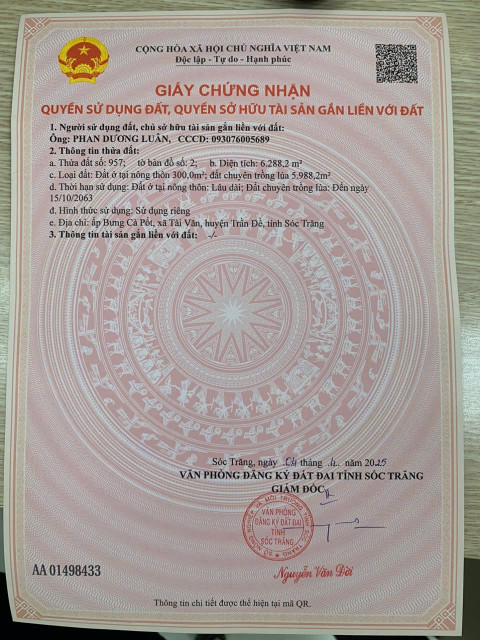 CỘNG HÒA XÃ HỘI CHỦ NGHĨA VIỆT NAM
Độc lập - Tự do - Hạnh phúc
GIẤY CHỨNG NHẬN
QUYỀN SỬ DỤNG ĐẤT, QUYỀN SỞ HỮU TÀI SẢN GẮN LIỀN VỚI ĐẤT
1. Người sử dụng đất, chủ sở hữu tài sản gắn liền với đất:
Ông: PHAN DƯƠNG LUÂN, CCCD: 093076005689
2. Thông tin thửa đất:
a. Thửa đất số: 957; tờ bản đồ số: 2; b. Diện tích: 6.288,2 m²
c. Loại đất: Đất ở tại nông thôn 300,0m²; đất chuyên trồng lúa 5.988,2m²
d. Thời hạn sử dụng: Đất ở tại nông thôn: Lâu dài; Đất chuyên trồng lúa: Đến ngày
15/10/2063
đ. Hình thức sử dụng: Sử dụng riêng
e. Địa chỉ: ấp Bưng Cà Pốt, xã Tài Văn, huyện Trần Đề, tỉnh Sóc Trăng
3. Thông tin tài sản gắn liền với đất: -/-
Sóc Trăng, ngày 04 tháng 4 năm 2025
VĂN PHÒNG ĐĂNG KÝ ĐẤT ĐAI TỈNH SÓC TRĂNG
GIÁM ĐỐC
VĂN PHÒNG
ĐĂNG KÝ ĐẤT ĐAI
TỈNH
SÓC TRĂNG
Nguyễn Văn Đời
AA 01498433
Thông tin chi tiết được thể hiện tại mã QR.